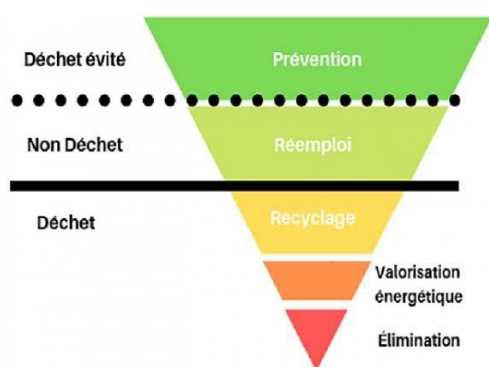 Déchet évité
Prévention
Non Déchet
Réemploi
Déchet
Recyclage
Valorisation
énergétique
Élimination